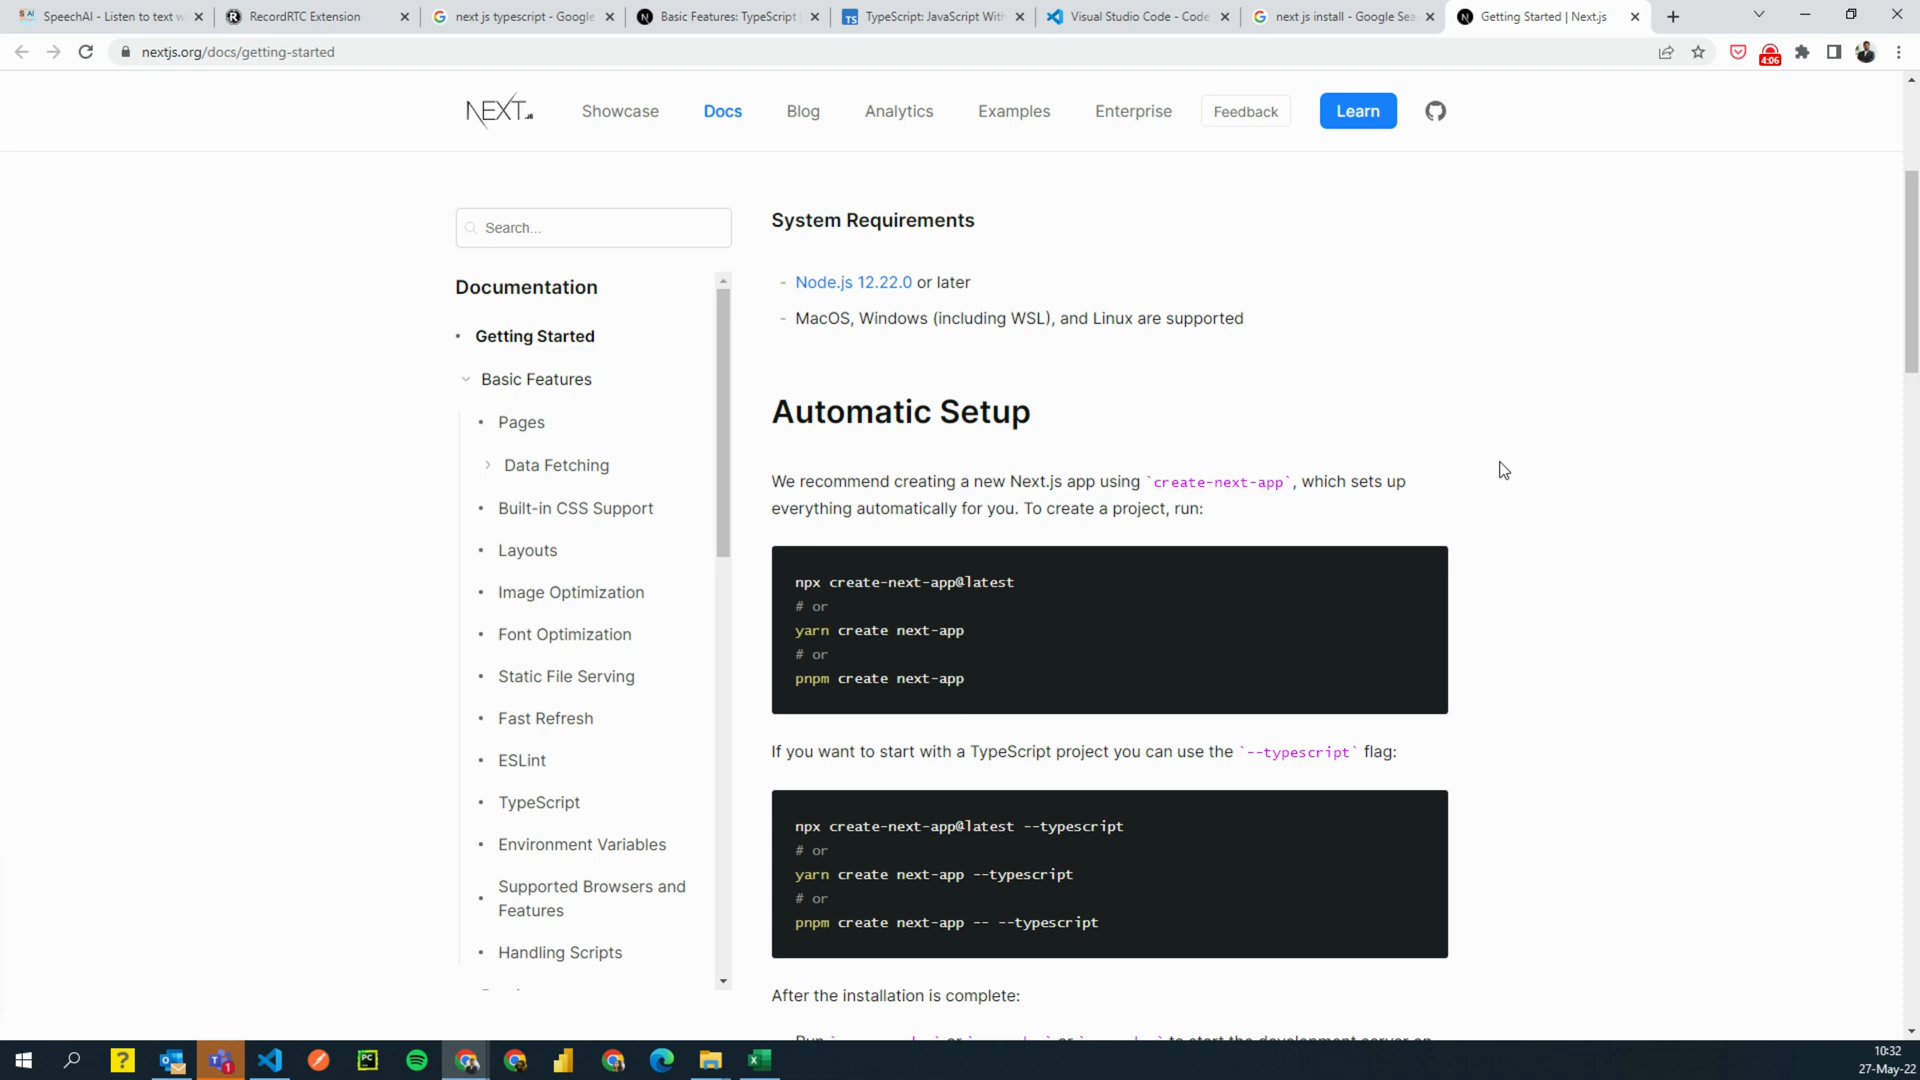 SpeechAI - Listen to text w
RecordRTC Extension
next js typescript - Google
Basic Features: TypeScript
TypeScript: JavaScript With
Visual Studio Code - Code
next js install - Google Sea
Getting Started | Next.js
nextjs.org/docs/getting-started
4:06
NEXT.JS
Showcase
Docs
Blog
Analytics
Examples
Enterprise
Feedback
Learn
Search...
Documentation
Getting Started
Basic Features
Pages
Data Fetching
Built-in CSS Support
Layouts
Image Optimization
Font Optimization
Static File Serving
Fast Refresh
ESLint
TypeScript
Environment Variables
Supported Browsers and
Features
Handling Scripts
System Requirements
- Node.js 12.22.0 or later
- MacOS, Windows (including WSL), and Linux are supported
Automatic Setup
We recommend creating a new Next.js app using `create-next-app`, which sets up
everything automatically for you. To create a project, run:
npx create-next-app@latest
# or
yarn create next-app
# or
pnpm create next-app
If you want to start with a TypeScript project you can use the `--typescript` flag:
npx create-next-app@latest --typescript
# or
yarn create next-app --typescript
# or
pnpm create next-app -- --typescript
After the installation is complete:
10:32
27-May-22